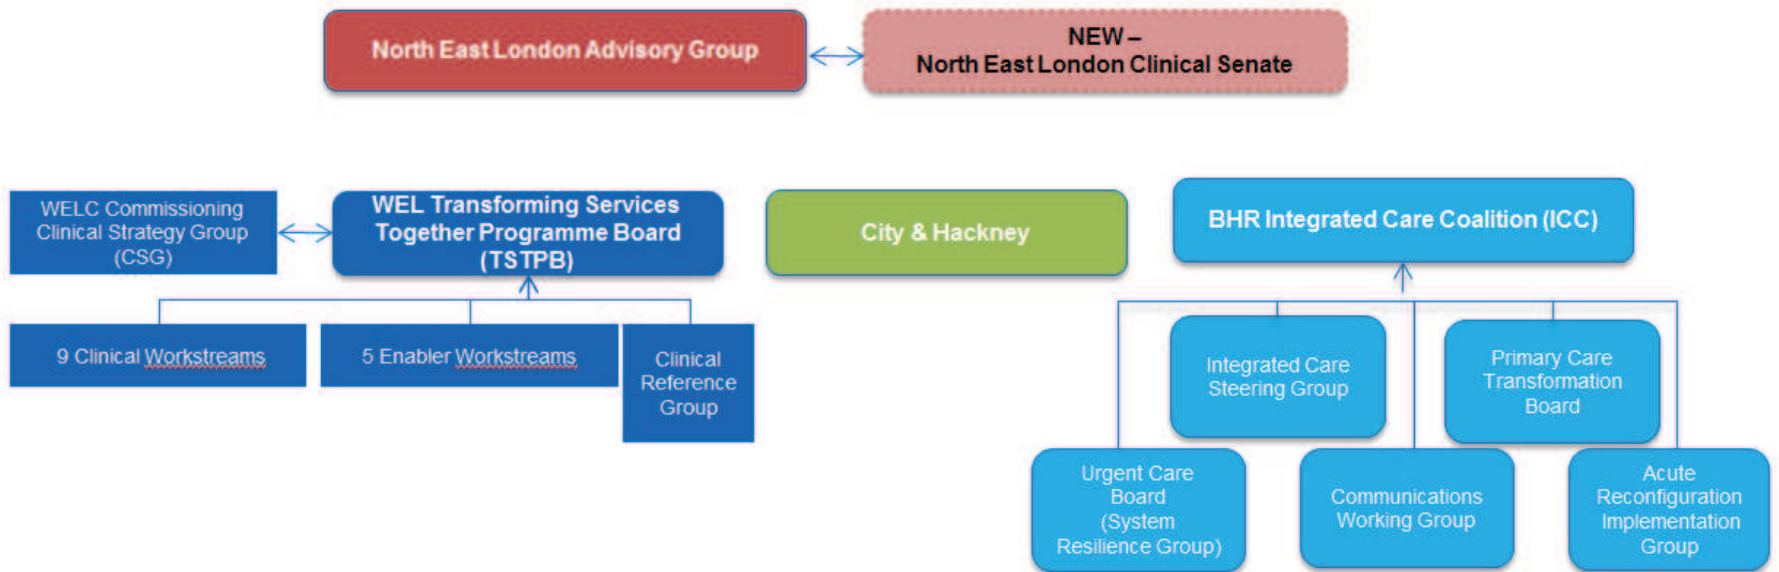 North East London Advisory Group
NEW –
North East London Clinical Senate
WELC Commissioning
Clinical Strategy Group
(CSG)
WEL Transforming Services
Together Programme Board
(TSTPB)
City & Hackney
BHR Integrated Care Coalition (ICC)
9 Clinical Workstreams
5 Enabler Workstreams
Clinical
Reference
Group
Integrated Care
Steering Group
Primary Care
Transformation
Board
Urgent Care
Board
(System
Resilience Group)
Communications
Working Group
Acute
Reconfiguration
Implementation
Group